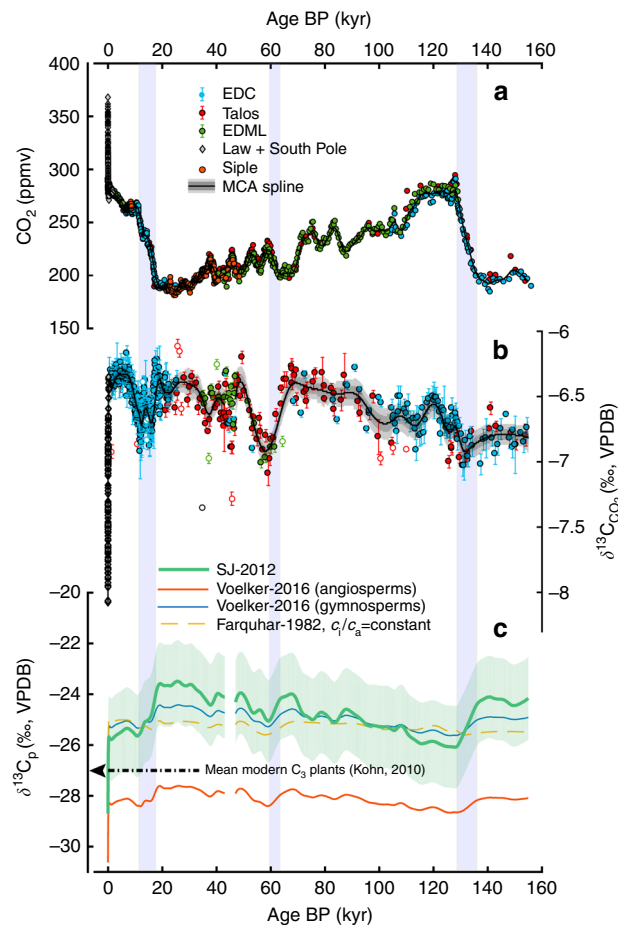 Age BP (kyr)
0 20 40 60 80 100 120 140 160
a
400
350
300
250
200
150
CO2 (ppmv)
EDC
Talos
EDML
Law + South Pole
Siple
MCA spline
b
−6
−6.5
−7
−7.5
−8
δ13CCO2 (‰, VPDB)
SJ-2012
Voelker-2016 (angiosperms)
Voelker-2016 (gymnosperms)
Farquhar-1982, ci/ca=constant
c
−20
−22
−24
−26
−28
−30
δ13Cp (‰, VPDB)
Mean modern C3 plants (Kohn, 2010)
0 20 40 60 80 100 120 140 160
Age BP (kyr)